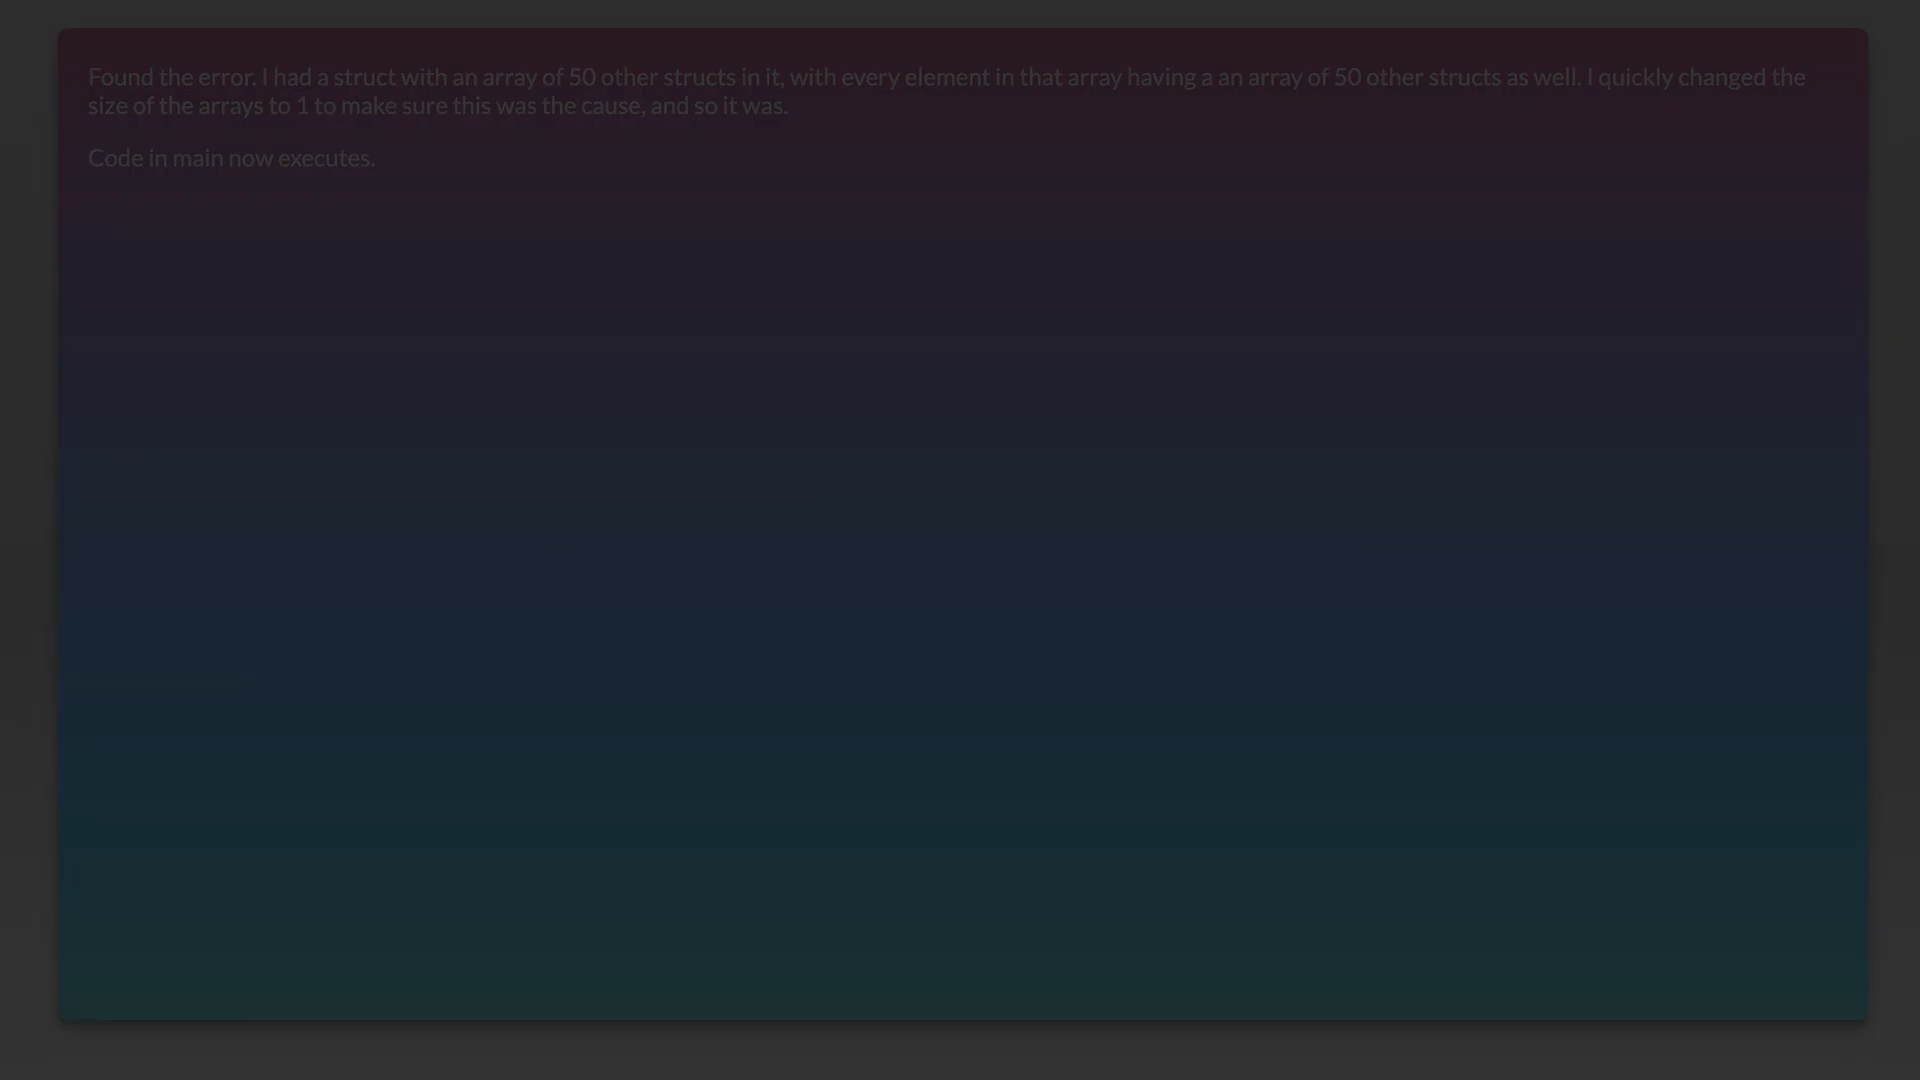 Found the error. I had a struct with an array of 50 other structs in it, with every element in that array having a an array of 50 other structs as well. I quickly changed the
size of the arrays to 1 to make sure this was the cause, and so it was.
Code in main now executes.